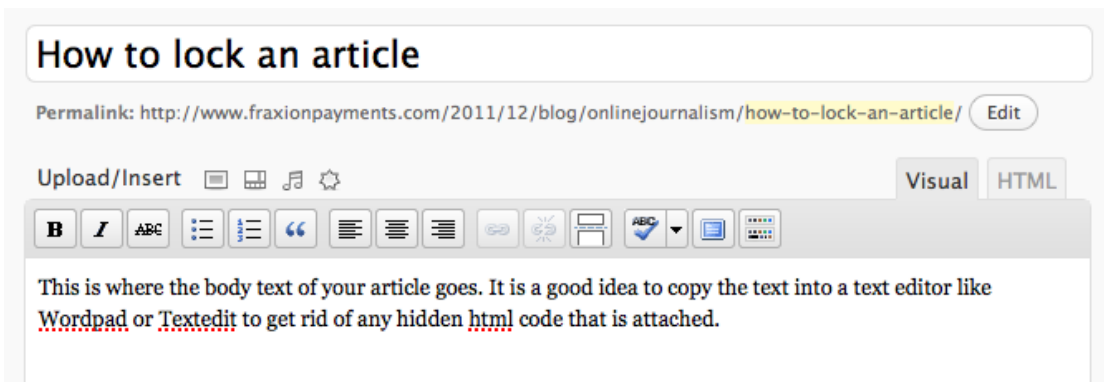 How to lock an article
Permalink: http://www.fraxionpayments.com/2011/12/blog/onlinejournalism/how-to-lock-an-article/ Edit
Upload/Insert Visual HTML
B I ABC ABC
This is where the body text of your article goes. It is a good idea to copy the text into a text editor like
Wordpad or Textedit to get rid of any hidden html code that is attached.